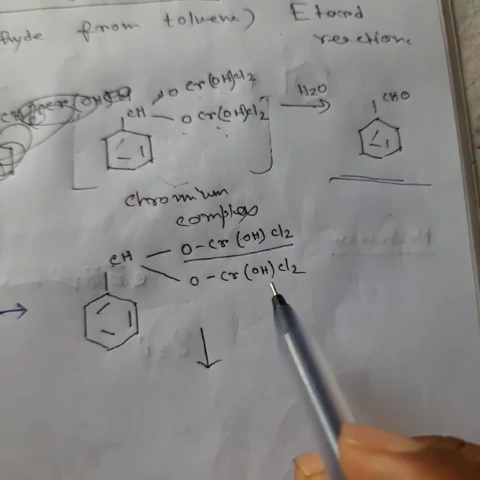 hyde from toluene) Etard
reaction.
O Cr(OH)Cl2
CH — O Cr(OH)Cl2
H2O
CHO
chromium
complex
CH — O-Cr(OH)Cl2
O-Cr(OH)Cl2